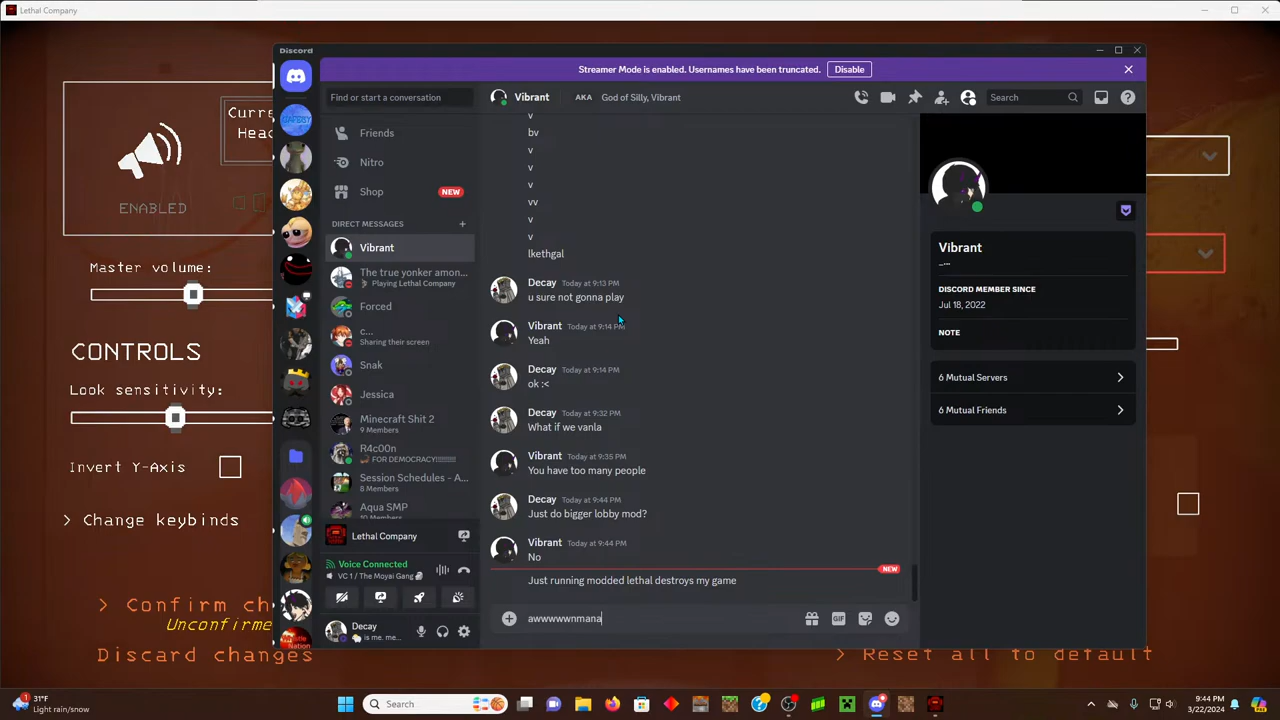 Lethal Company
Discord
Streamer Mode is enabled. Usernames have been truncated.
Disable
Find or start a conversation
Vibrant
AKA
God of Silly, Vibrant
Search
Friends
Nitro
Shop
NEW
DIRECT MESSAGES
Vibrant
The true yonker amon...
Playing Lethal Company
Forced
c...
Sharing their screen
Snak
Jessica
Minecraft Shit 2
9 Members
R4c00n
FOR DEMOCRACY!!!!!!!!!!
Session Schedules - A...
8 Members
Aqua SMP
Lethal Company
Voice Connected
VC 1 / The Moyai Gang
Decay
is me. me...
v
bv
v
v
v
vv
v
v
lkethgal
Decay Today at 9:13 PM
u sure not gonna play
Vibrant Today at 9:14 PM
Yeah
Decay Today at 9:14 PM
ok :<
Decay Today at 9:32 PM
What if we vanla
Vibrant Today at 9:35 PM
You have too many people
Decay Today at 9:44 PM
Just do bigger lobby mod?
Vibrant Today at 9:44 PM
No
NEW
Just running modded lethal destroys my game
awwwwwnmana
GIF
Vibrant
_...
DISCORD MEMBER SINCE
Jul 18, 2022
NOTE
6 Mutual Servers
6 Mutual Friends
ENABLED
Master volume:
CONTROLS
Look sensitivity:
Invert Y-Axis
> Change keybinds
> Confirm ch
Unconfirme
Discard changes
> Reset all to default
1
31°F
Light rain/snow
Search
9:44 PM
3/22/2024